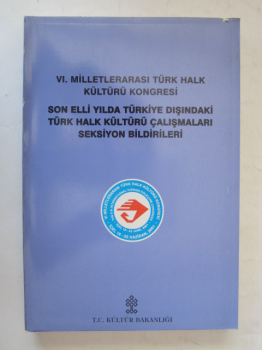 VI. MİLLETLERARASI TÜRK HALK
KÜLTÜRÜ KONGRESİ
SON ELLİ YILDA TÜRKİYE DIŞINDAKİ
TÜRK HALK KÜLTÜRÜ ÇALIŞMALARI
SEKSİYON BİLDİRİLERİ
T.C. KÜLTÜR BAKANLIĞI